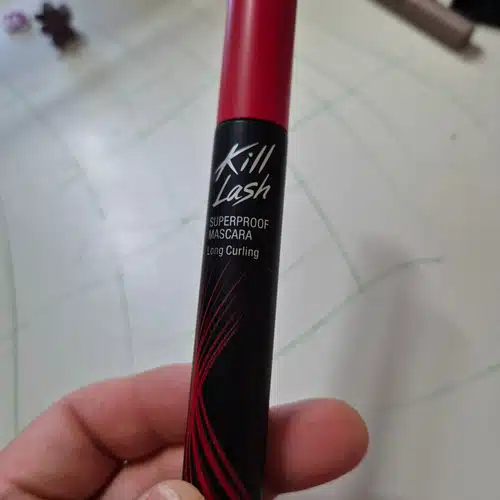 Kill
Lash
SUPERPROOF
MASCARA
Long Curling